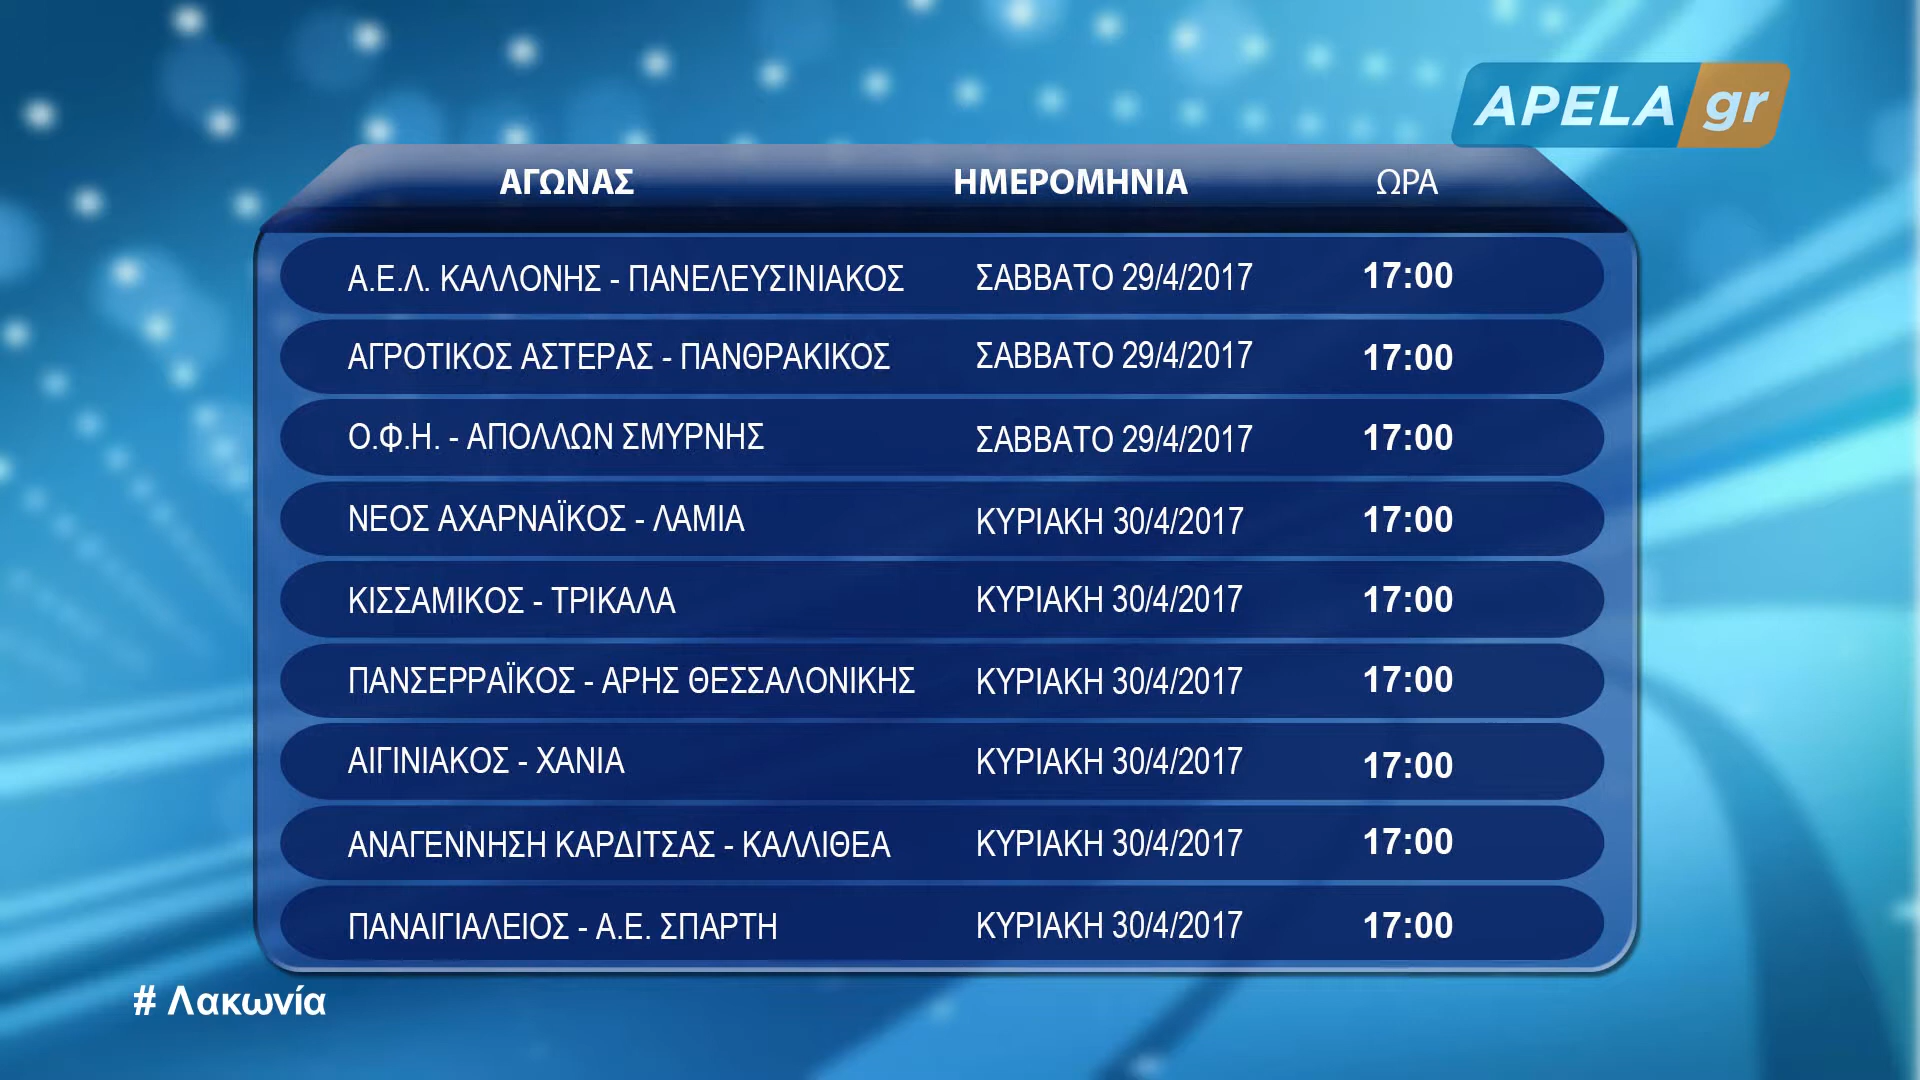 APELA gr
ΑΓΩΝΑΣ ΗΜΕΡΟΜΗΝΙΑ ΩΡΑ
Α.Ε.Λ. ΚΑΛΛΟΝΗΣ - ΠΑΝΕΛΕΥΣΙΝΙΑΚΟΣ ΣΑΒΒΑΤΟ 29/4/2017 17:00
ΑΓΡΟΤΙΚΟΣ ΑΣΤΕΡΑΣ - ΠΑΝΘΡΑΚΙΚΟΣ ΣΑΒΒΑΤΟ 29/4/2017 17:00
Ο.Φ.Η. - ΑΠΟΛΛΩΝ ΣΜΥΡΝΗΣ ΣΑΒΒΑΤΟ 29/4/2017 17:00
ΝΕΟΣ ΑΧΑΡΝΑΪΚΟΣ - ΛΑΜΙΑ ΚΥΡΙΑΚΗ 30/4/2017 17:00
ΚΙΣΣΑΜΙΚΟΣ - ΤΡΙΚΑΛΑ ΚΥΡΙΑΚΗ 30/4/2017 17:00
ΠΑΝΣΕΡΡΑΪΚΟΣ - ΑΡΗΣ ΘΕΣΣΑΛΟΝΙΚΗΣ ΚΥΡΙΑΚΗ 30/4/2017 17:00
ΑΙΓΙΝΙΑΚΟΣ - ΧΑΝΙΑ ΚΥΡΙΑΚΗ 30/4/2017 17:00
ΑΝΑΓΕΝΝΗΣΗ ΚΑΡΔΙΤΣΑΣ - ΚΑΛΛΙΘΕΑ ΚΥΡΙΑΚΗ 30/4/2017 17:00
ΠΑΝΑΙΓΙΑΛΕΙΟΣ - Α.Ε. ΣΠΑΡΤΗ ΚΥΡΙΑΚΗ 30/4/2017 17:00
# Λακωνία